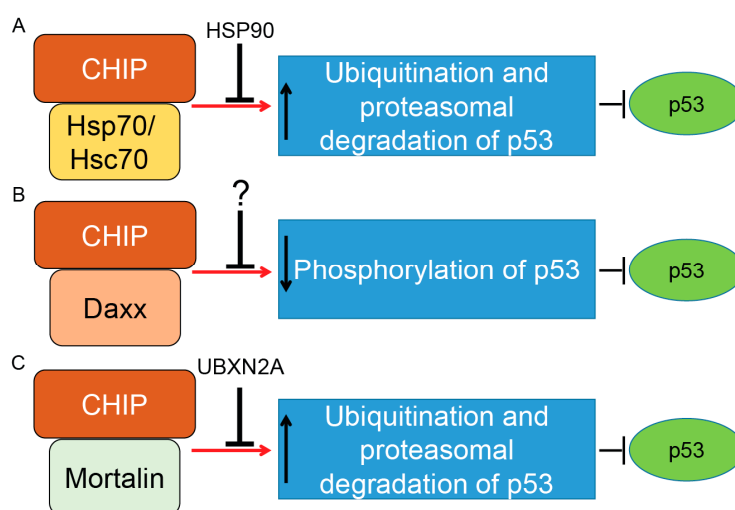 A
HSP90
CHIP
Hsp70/
Hsc70
Ubiquitination and
proteasomal
degradation of p53
p53
B
?
CHIP
Daxx
Phosphorylation of p53
p53
C
UBXN2A
CHIP
Mortalin
Ubiquitination and
proteasomal
degradation of p53
p53